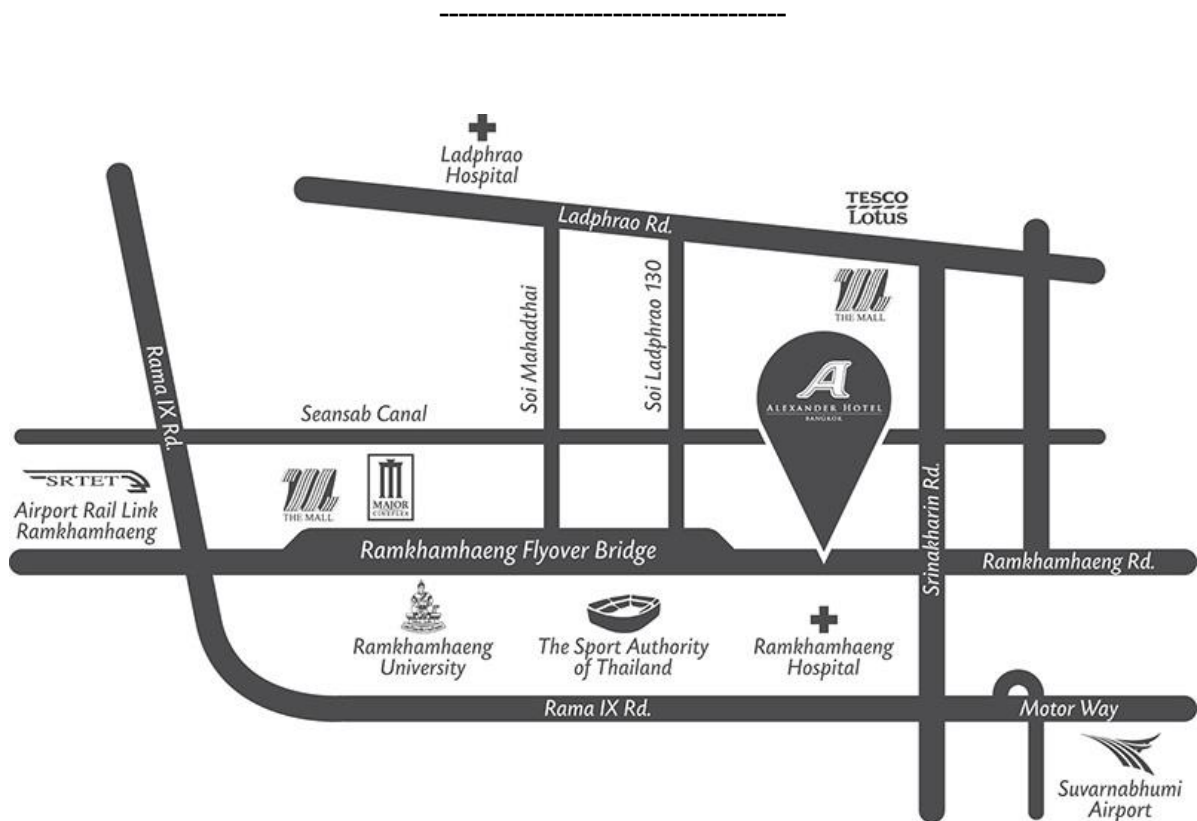 ------------------------------------
Ladphrao
Hospital
Ladphrao Rd.
TESCO
Lotus
THE MALL
Soi Mahadthai
Soi Ladphrao 130
Rama IX Rd.
A
ALEXANDER HOTEL
BANGKOK
Seansab Canal
SRTET
Airport Rail Link
Ramkhamhaeng
THE MALL
MAJOR
CINEPLEX
Ramkhamhaeng Flyover Bridge
Srinakharin Rd.
Ramkhamhaeng Rd.
Ramkhamhaeng
University
The Sport Authority
of Thailand
Ramkhamhaeng
Hospital
Rama IX Rd.
Motor Way
Suvarnabhumi
Airport